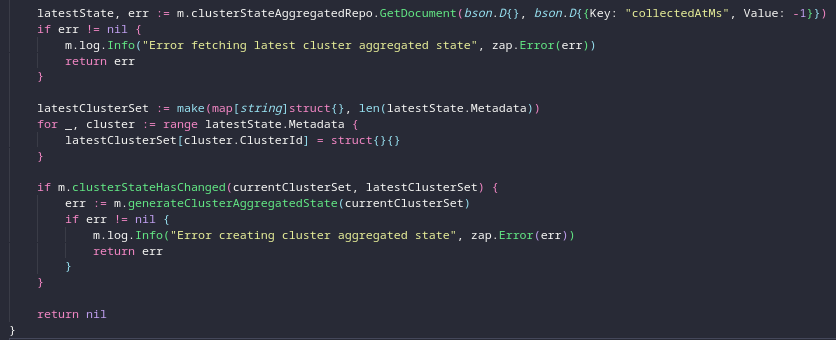 latestState, err := m.clusterStateAggregatedRepo.GetDocument(bson.D{}, bson.D{{Key: "collectedAtMs", Value: -1}})
if err != nil {
m.log.Info("Error fetching latest cluster aggregated state", zap.Error(err))
return err
}
latestClusterSet := make(map[string]struct{}, len(latestState.Metadata))
for _, cluster := range latestState.Metadata {
latestClusterSet[cluster.ClusterId] = struct{}{}
}
if m.clusterStateHasChanged(currentClusterSet, latestClusterSet) {
err := m.generateClusterAggregatedState(currentClusterSet)
if err != nil {
m.log.Info("Error creating cluster aggregated state", zap.Error(err))
return err
}
}
return nil
}